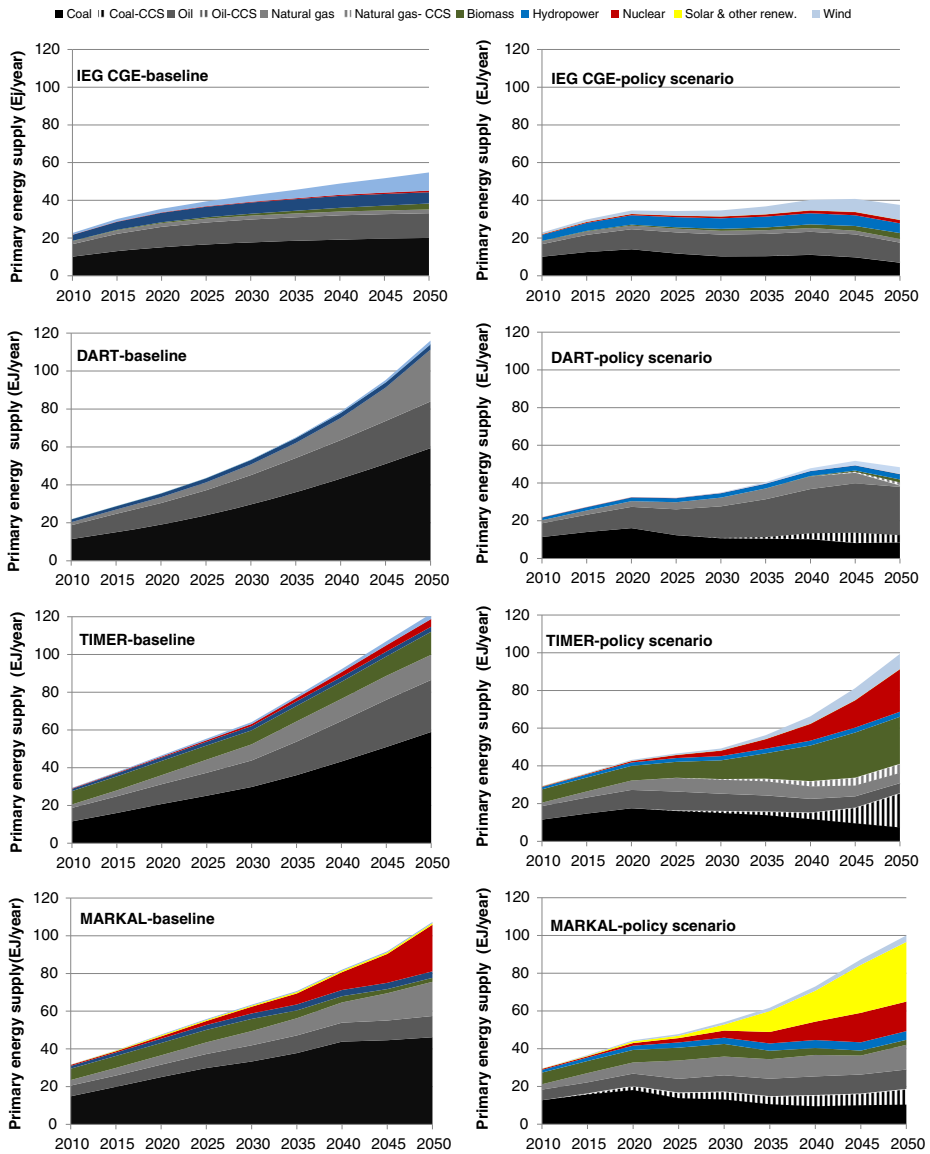 Coal Coal-CCS Oil Oil-CCS Natural gas Natural gas- CCS Biomass Hydropower Nuclear Solar & other renew. Wind
Primary energy supply (Ej/year)
IEG CGE-baseline
120
100
80
60
40
20
0
2010 2015 2020 2025 2030 2035 2040 2045 2050
Primary energy supply (EJ/year)
IEG CGE-policy scenario
120
100
80
60
40
20
0
2010 2015 2020 2025 2030 2035 2040 2045 2050
Primary energy supply (EJ/year)
DART-baseline
120
100
80
60
40
20
0
2010 2015 2020 2025 2030 2035 2040 2045 2050
Primary energy supply (EJ/year)
DART-policy scenario
120
100
80
60
40
20
0
2010 2015 2020 2025 2030 2035 2040 2045 2050
Primary energy supply (EJ/year)
TIMER-baseline
120
100
80
60
40
20
0
2010 2015 2020 2025 2030 2035 2040 2045 2050
Primary energy supply (EJ/year)
TIMER-policy scenario
120
100
80
60
40
20
0
2010 2015 2020 2025 2030 2035 2040 2045 2050
Primary energy supply(EJ/year)
MARKAL-baseline
120
100
80
60
40
20
0
2010 2015 2020 2025 2030 2035 2040 2045 2050
Primary energy supply (EJ/year)
MARKAL-policy scenario
120
100
80
60
40
20
0
2010 2015 2020 2025 2030 2035 2040 2045 2050